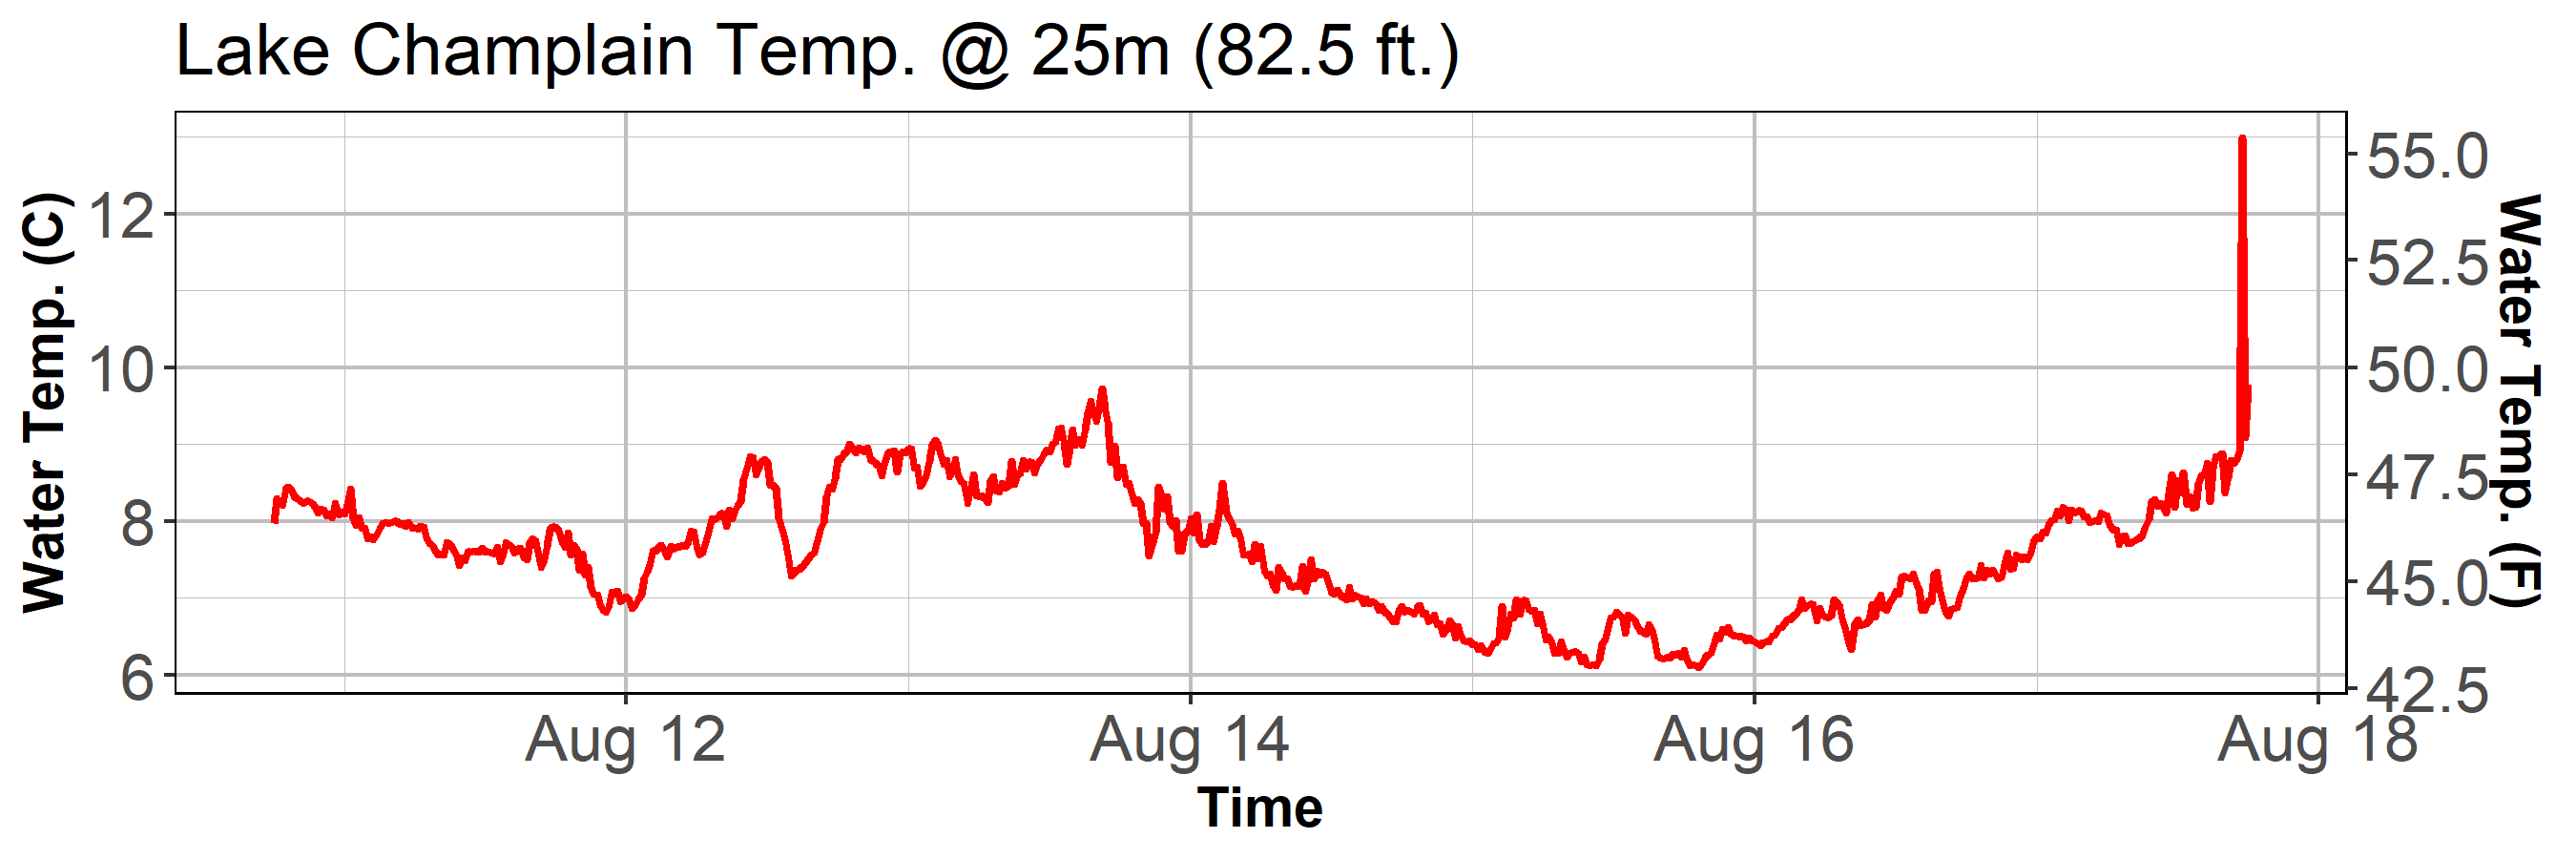 Lake Champlain Temp. @ 25m (82.5 ft.)
Water Temp. (C)
12
10
8
6
55.0
52.5
50.0
47.5
45.0
42.5
Water Temp. (F)
Aug 12 Aug 14 Aug 16 Aug 18
Time